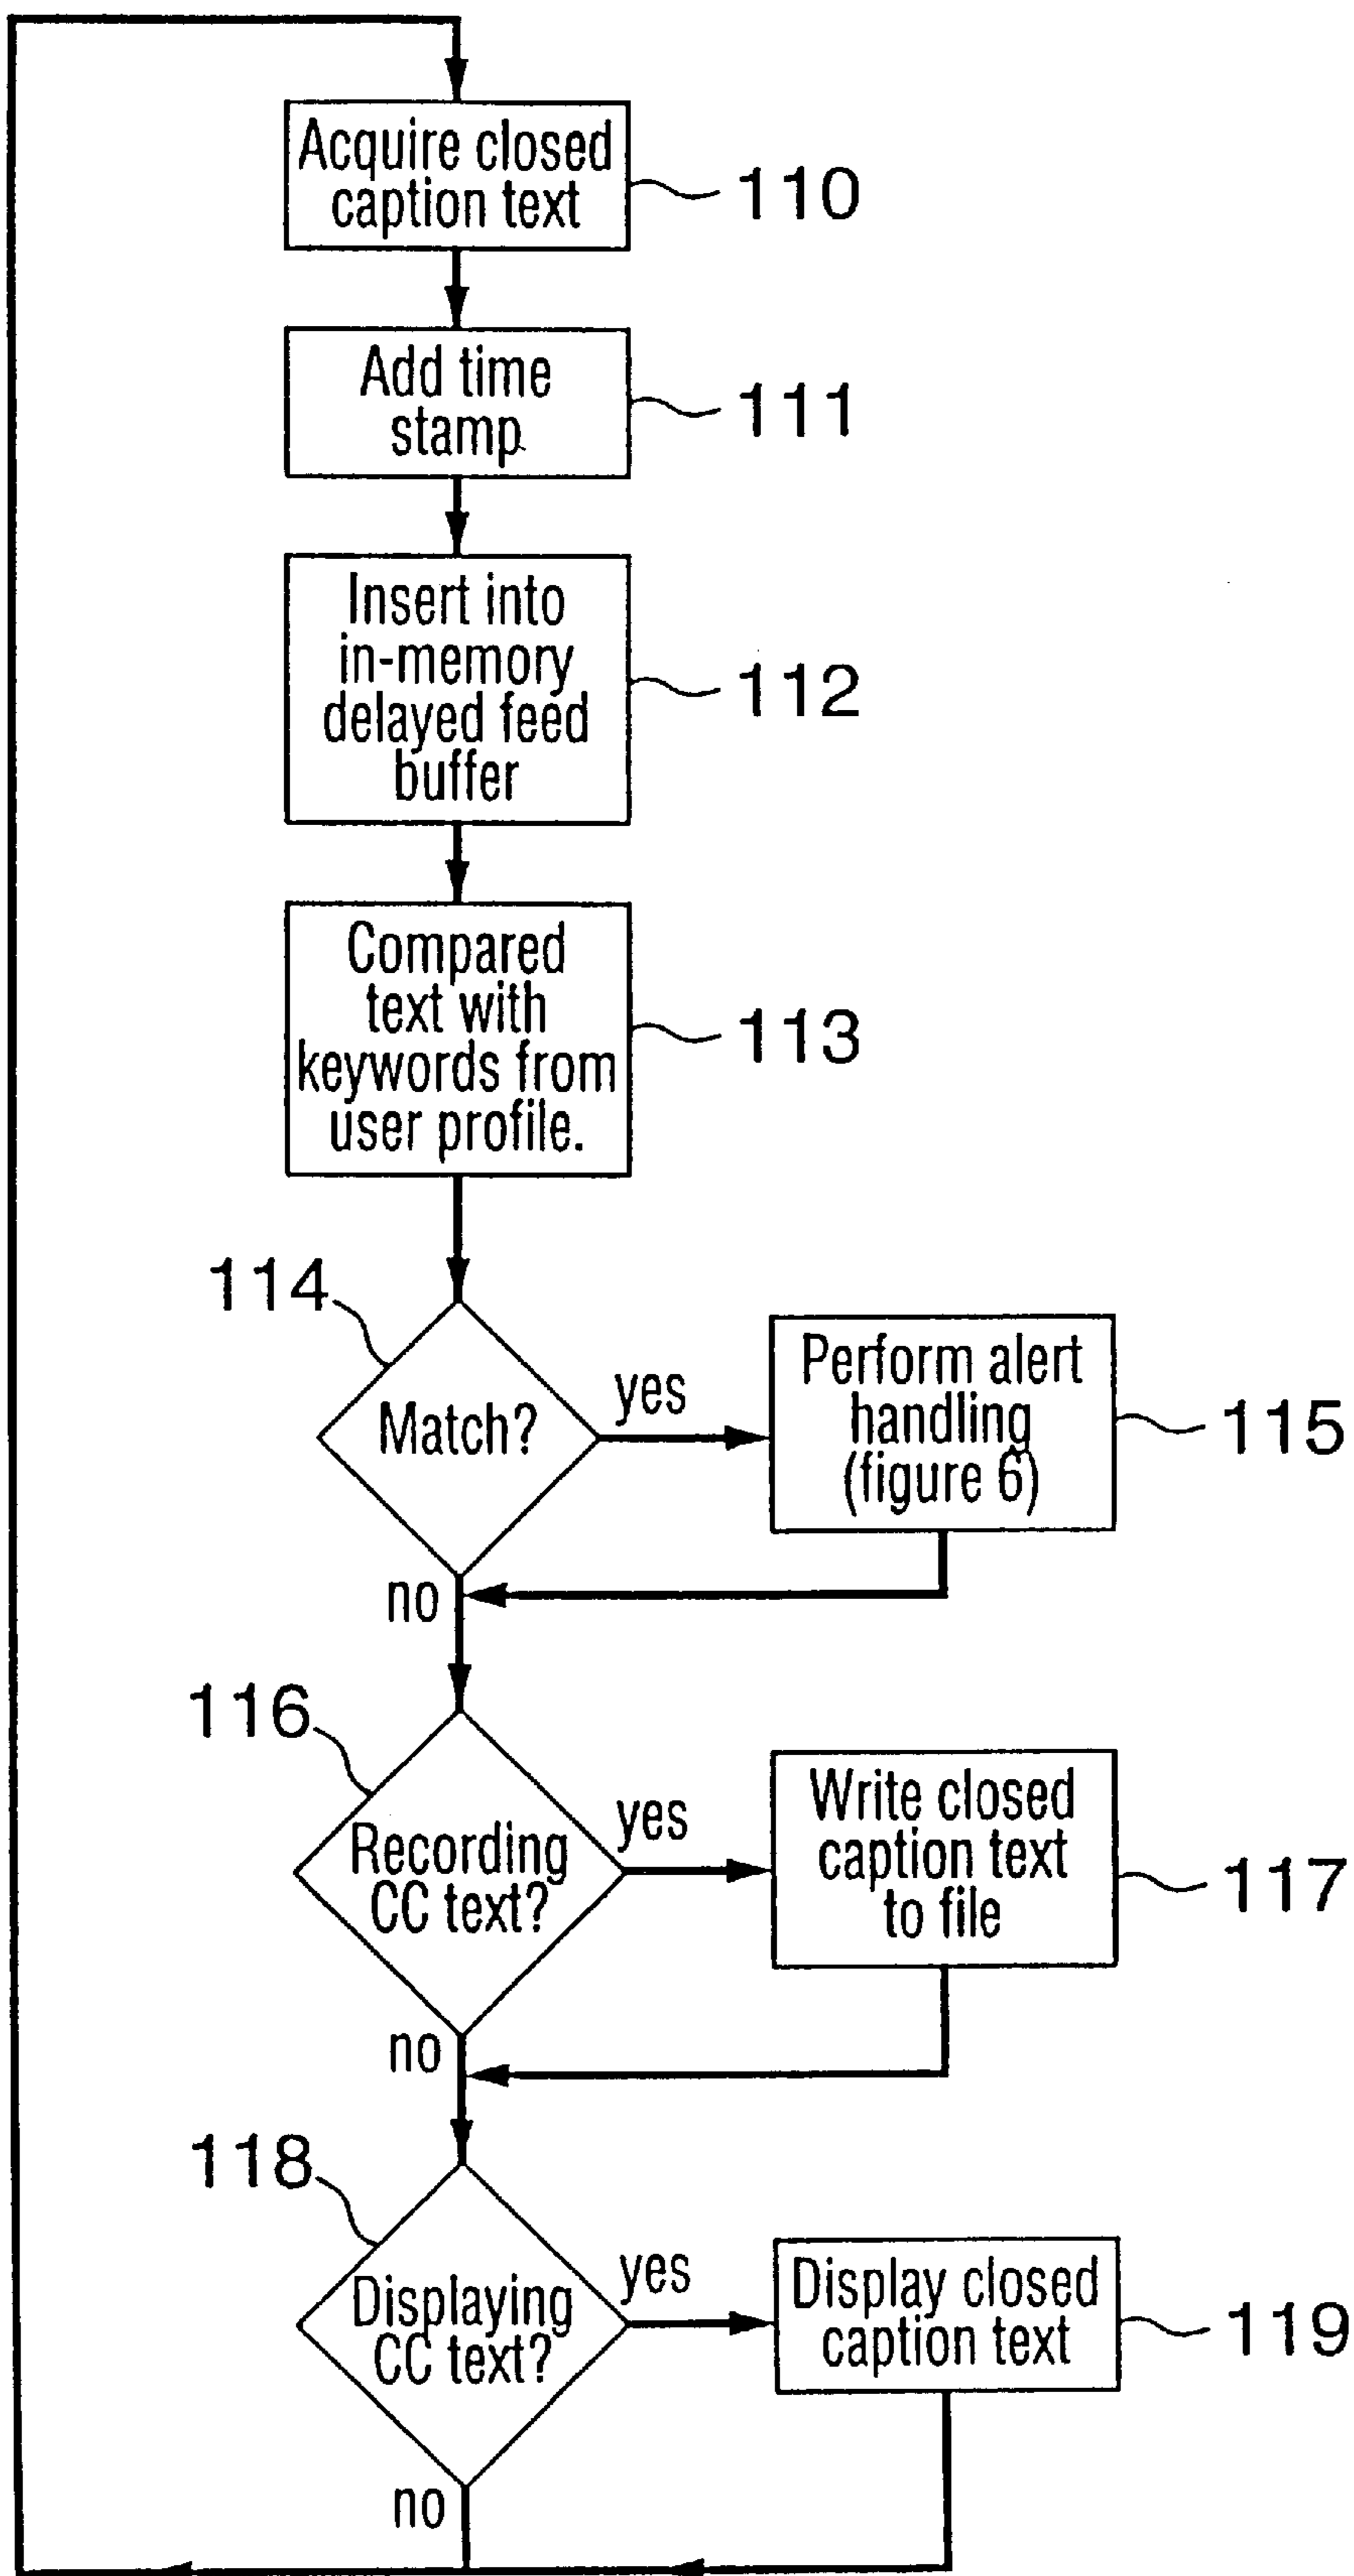 Acquire closed
caption text
110
Add time
stamp
111
Insert into
in-memory
delayed feed
buffer
112
Compared
text with
keywords from
user profile.
113
114
Match?
yes
no
Perform alert
handling
(figure 6)
115
116
Recording
CC text?
yes
no
Write closed
caption text
to file
117
118
Displaying
CC text?
yes
no
Display closed
caption text
119